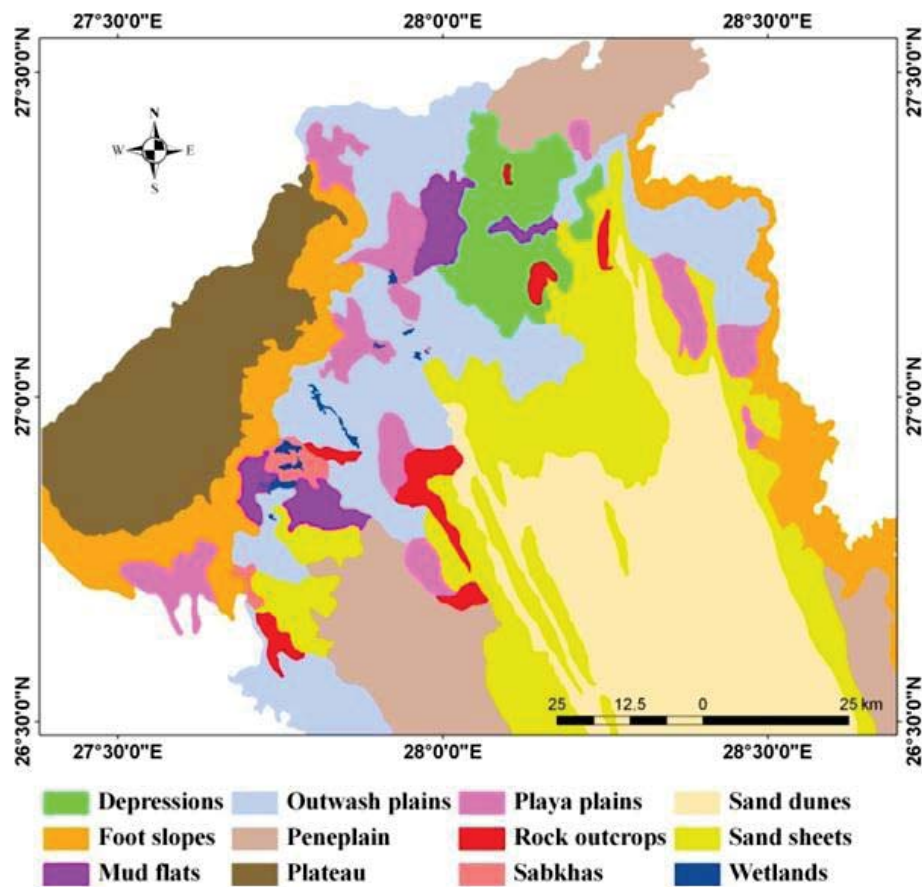 27°30'0"E 28°0'0"E 28°30'0"E
27°30'0"N 27°30'0"N
N
W E
S
27°0'0"N 27°0'0"N
25 12.5 0 25 km
26°30'0"N 26°30'0"N
27°30'0"E 28°0'0"E 28°30'0"E
Depressions Outwash plains Playa plains Sand dunes
Foot slopes Peneplain Rock outcrops Sand sheets
Mud flats Plateau Sabkhas Wetlands